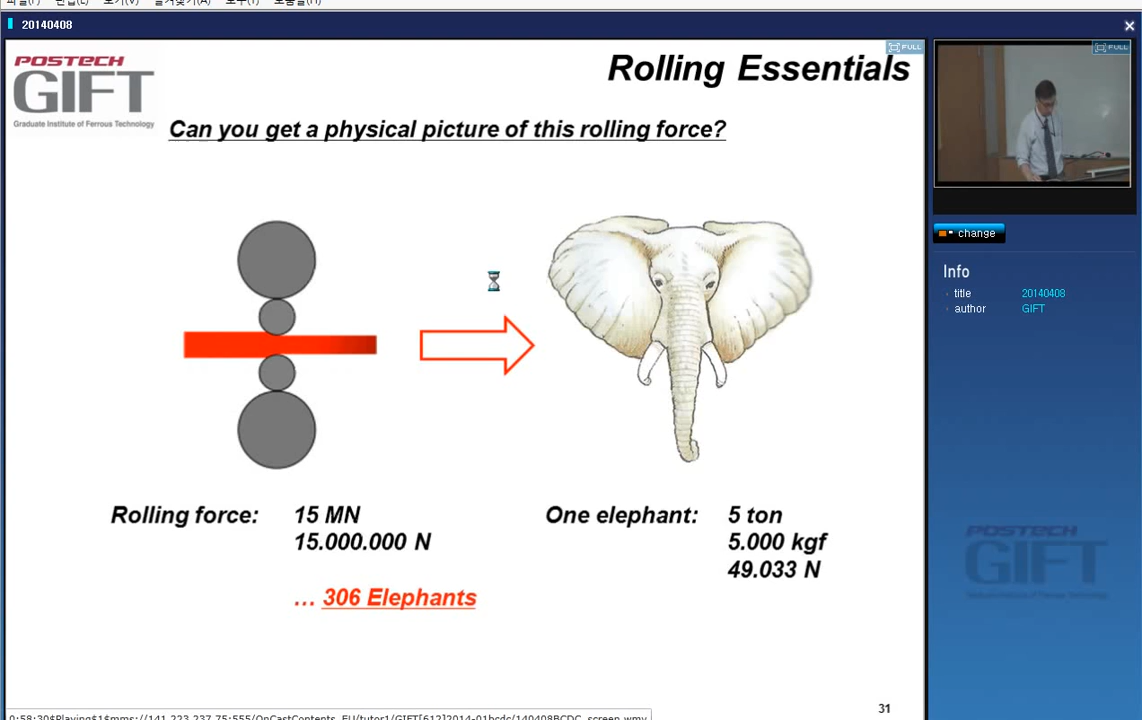 20140408
POSTECH
GIFT
Graduate Institute of Ferrous Technology
Rolling Essentials
FULL
Can you get a physical picture of this rolling force?
Rolling force: 15 MN
15.000.000 N
… 306 Elephants
One elephant: 5 ton
5.000 kgf
49.033 N
31
FULL
change
Info
title 20140408
author GIFT
POSTECH
GIFT